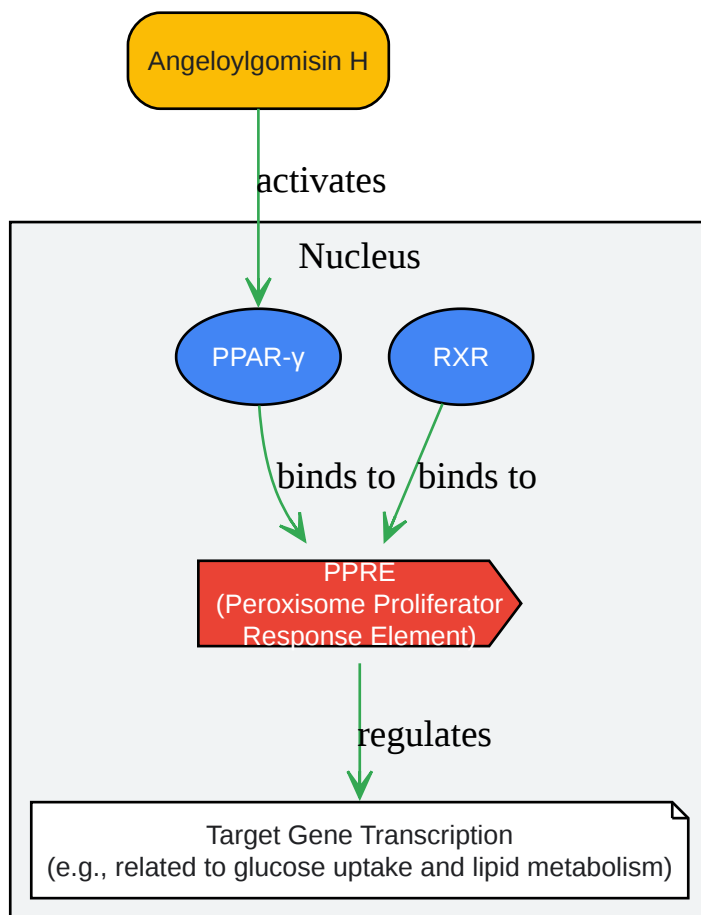 Angeloylgomisin H
activates
Nucleus
PPAR-γ
RXR
binds to
binds to
PPRE
(Peroxisome Proliferator
Response Element)
regulates
Target Gene Transcription
(e.g., related to glucose uptake and lipid metabolism)